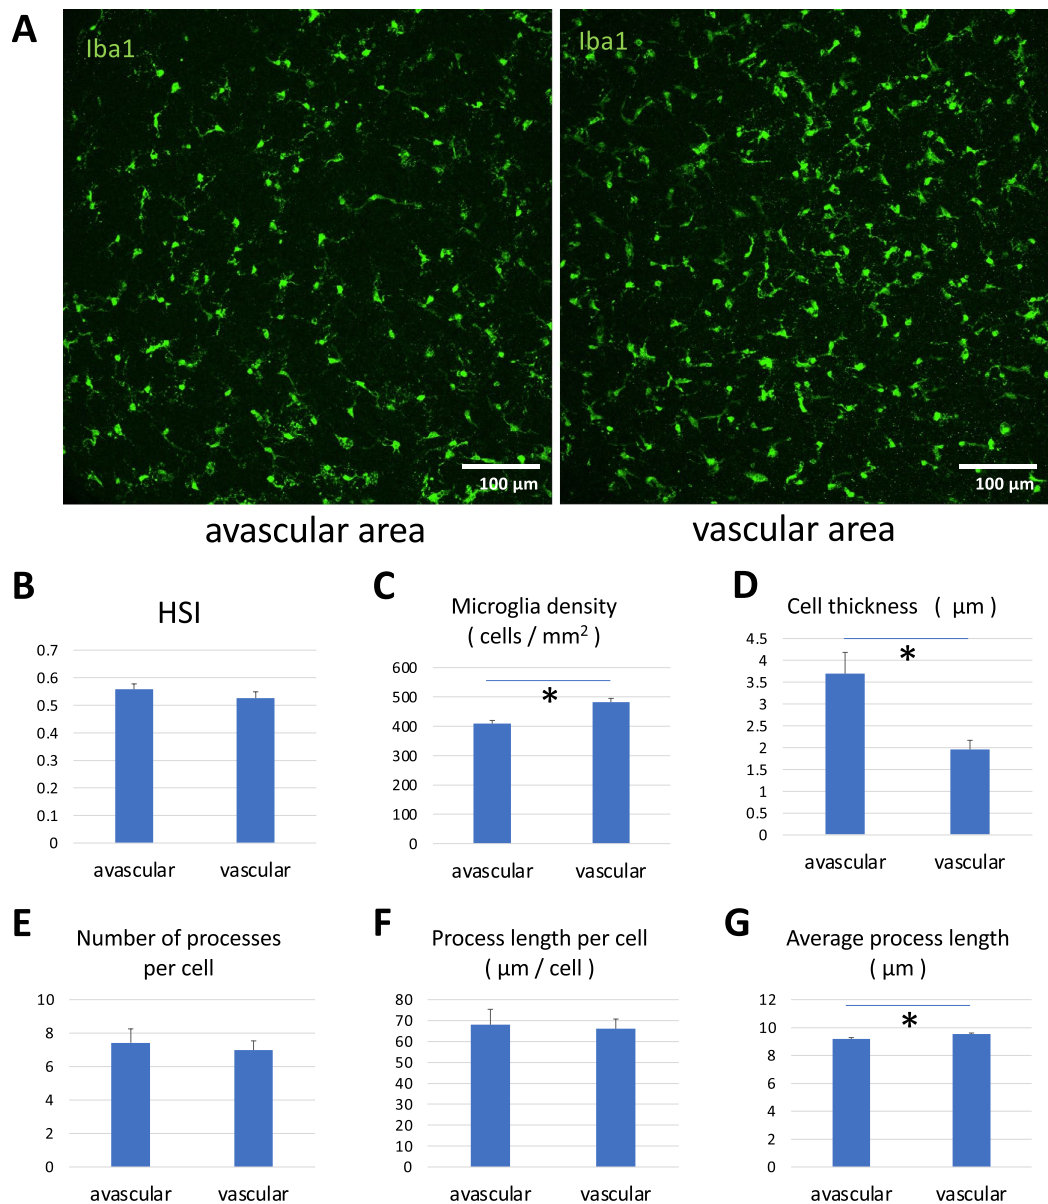 A
Iba1
Iba1
100 µm
100 µm
avascular area
vascular area
B
HSI
0.7
0.6
0.5
0.4
0.3
0.2
0.1
0
avascular
vascular
C
Microglia density
( cells / mm²)
600
500
400
300
200
100
0
avascular
vascular
*
D
Cell thickness ( µm )
4.5
4
3.5
3
2.5
2
1.5
1
0.5
0
avascular
vascular
*
E
Number of processes
per cell
10
8
6
4
2
0
avascular
vascular
F
Process length per cell
( µm / cell )
80
70
60
50
40
30
20
10
0
avascular
vascular
G
Average process length
( µm )
12
10
8
6
4
2
0
avascular
vascular
*